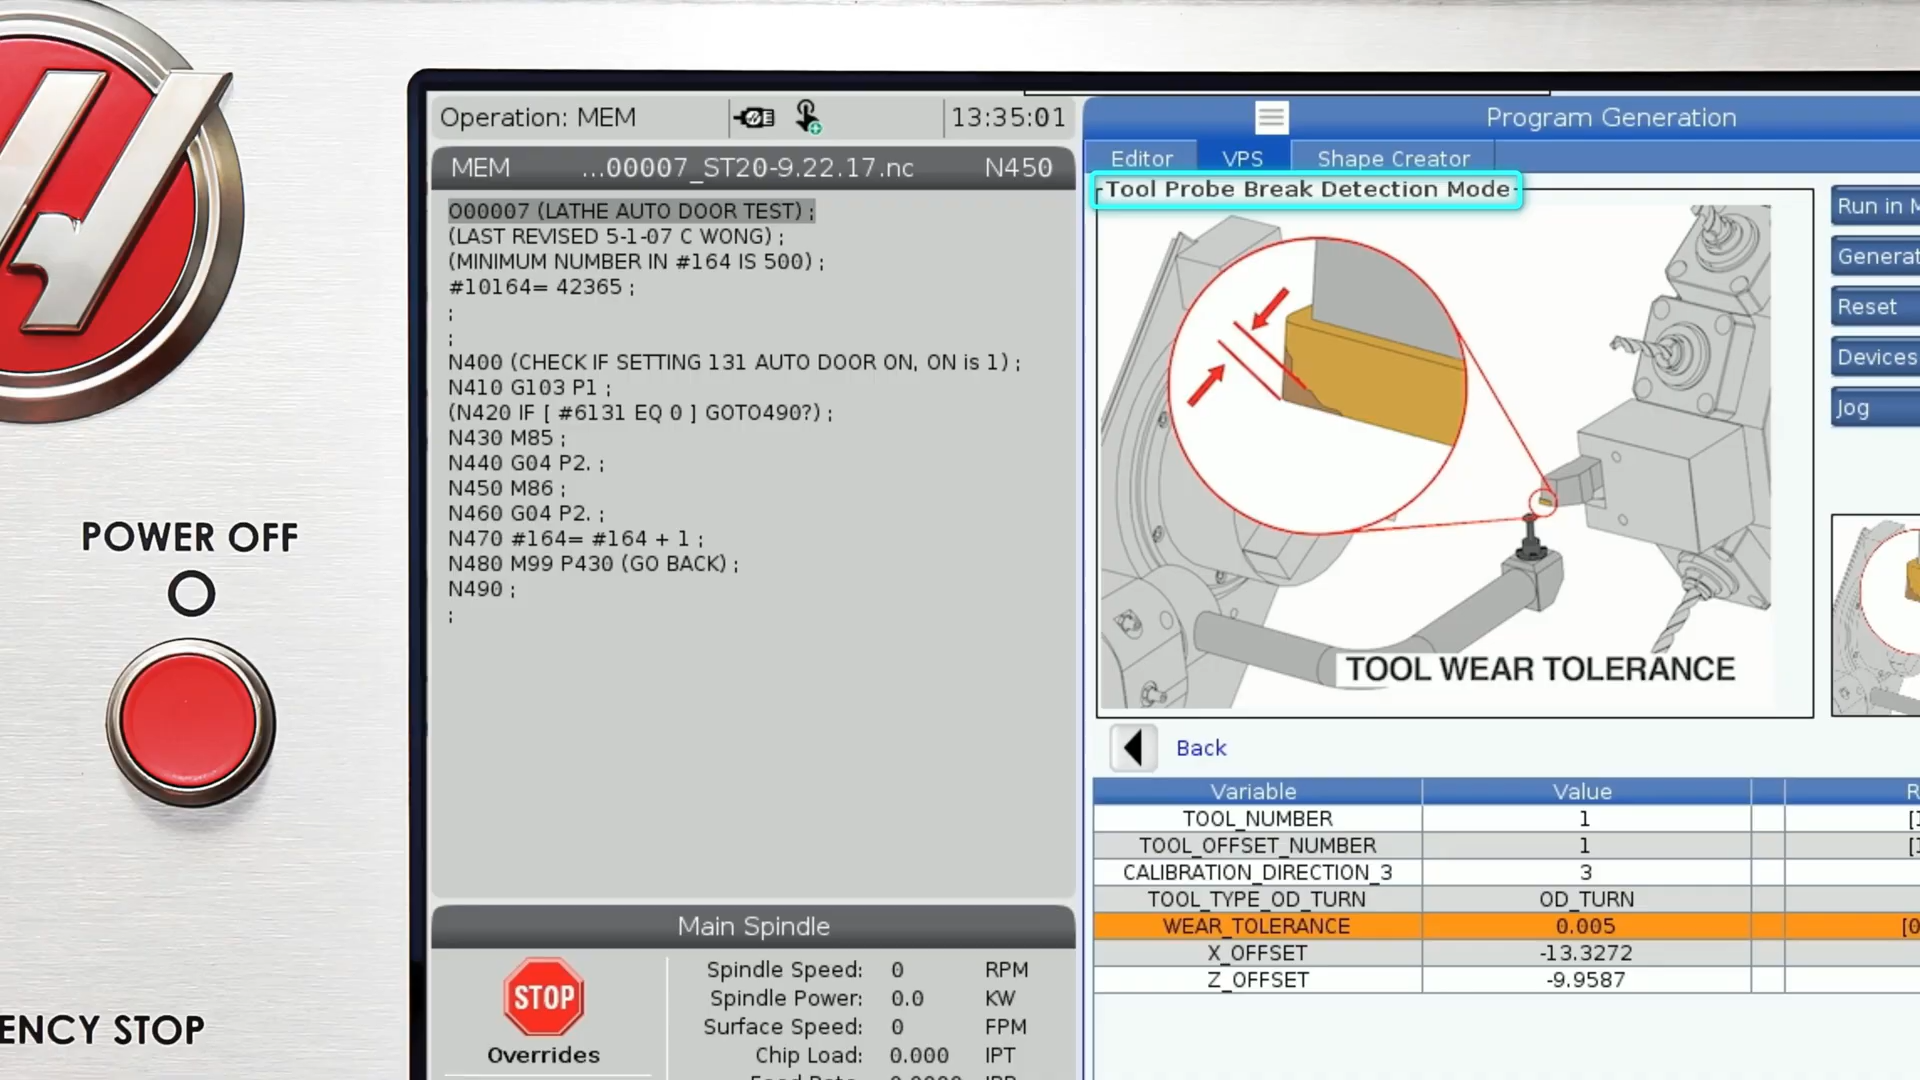 Operation: MEM
13:35:01
MEM ...00007_ST20-9.22.17.nc N450
O00007 (LATHE AUTO DOOR TEST) ;
(LAST REVISED 5-1-07 C WONG) ;
(MINIMUM NUMBER IN #164 IS 500) ;
#10164= 42365 ;
;
;
N400 (CHECK IF SETTING 131 AUTO DOOR ON, ON is 1) ;
N410 G103 P1 ;
(N420 IF [ #6131 EQ 0 ] GOTO490?) ;
N430 M85 ;
N440 G04 P2. ;
N450 M86 ;
N460 G04 P2. ;
N470 #164= #164 + 1 ;
N480 M99 P430 (GO BACK) ;
N490 ;
;
Main Spindle
STOP
Overrides
Spindle Speed: 0 RPM
Spindle Power: 0.0 KW
Surface Speed: 0 FPM
Chip Load: 0.000 IPT
POWER OFF
ENCY STOP
Program Generation
Editor VPS Shape Creator
Tool Probe Break Detection Mode
Run in M
Generat
Reset
Devices
Jog
TOOL WEAR TOLERANCE
Back
Variable Value R
TOOL_NUMBER 1 [1
TOOL_OFFSET_NUMBER 1 [1
CALIBRATION_DIRECTION_3 3
TOOL_TYPE_OD_TURN OD_TURN
WEAR_TOLERANCE 0.005 [0
X_OFFSET -13.3272
Z_OFFSET -9.9587